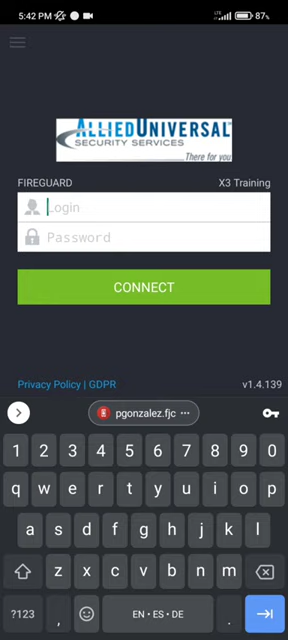 5:42 PM
LTE
87%
ALLIEDUNIVERSAL
SECURITY SERVICES
There for you
FIREGUARD X3 Training
Login
Password
CONNECT
Privacy Policy | GDPR v1.4.139
pgonzalez.fjc •••
1 2 3 4 5 6 7 8 9 0
q w e r t y u i o p
a s d f g h j k l
z x c v b n m
?123 , EN • ES • DE .